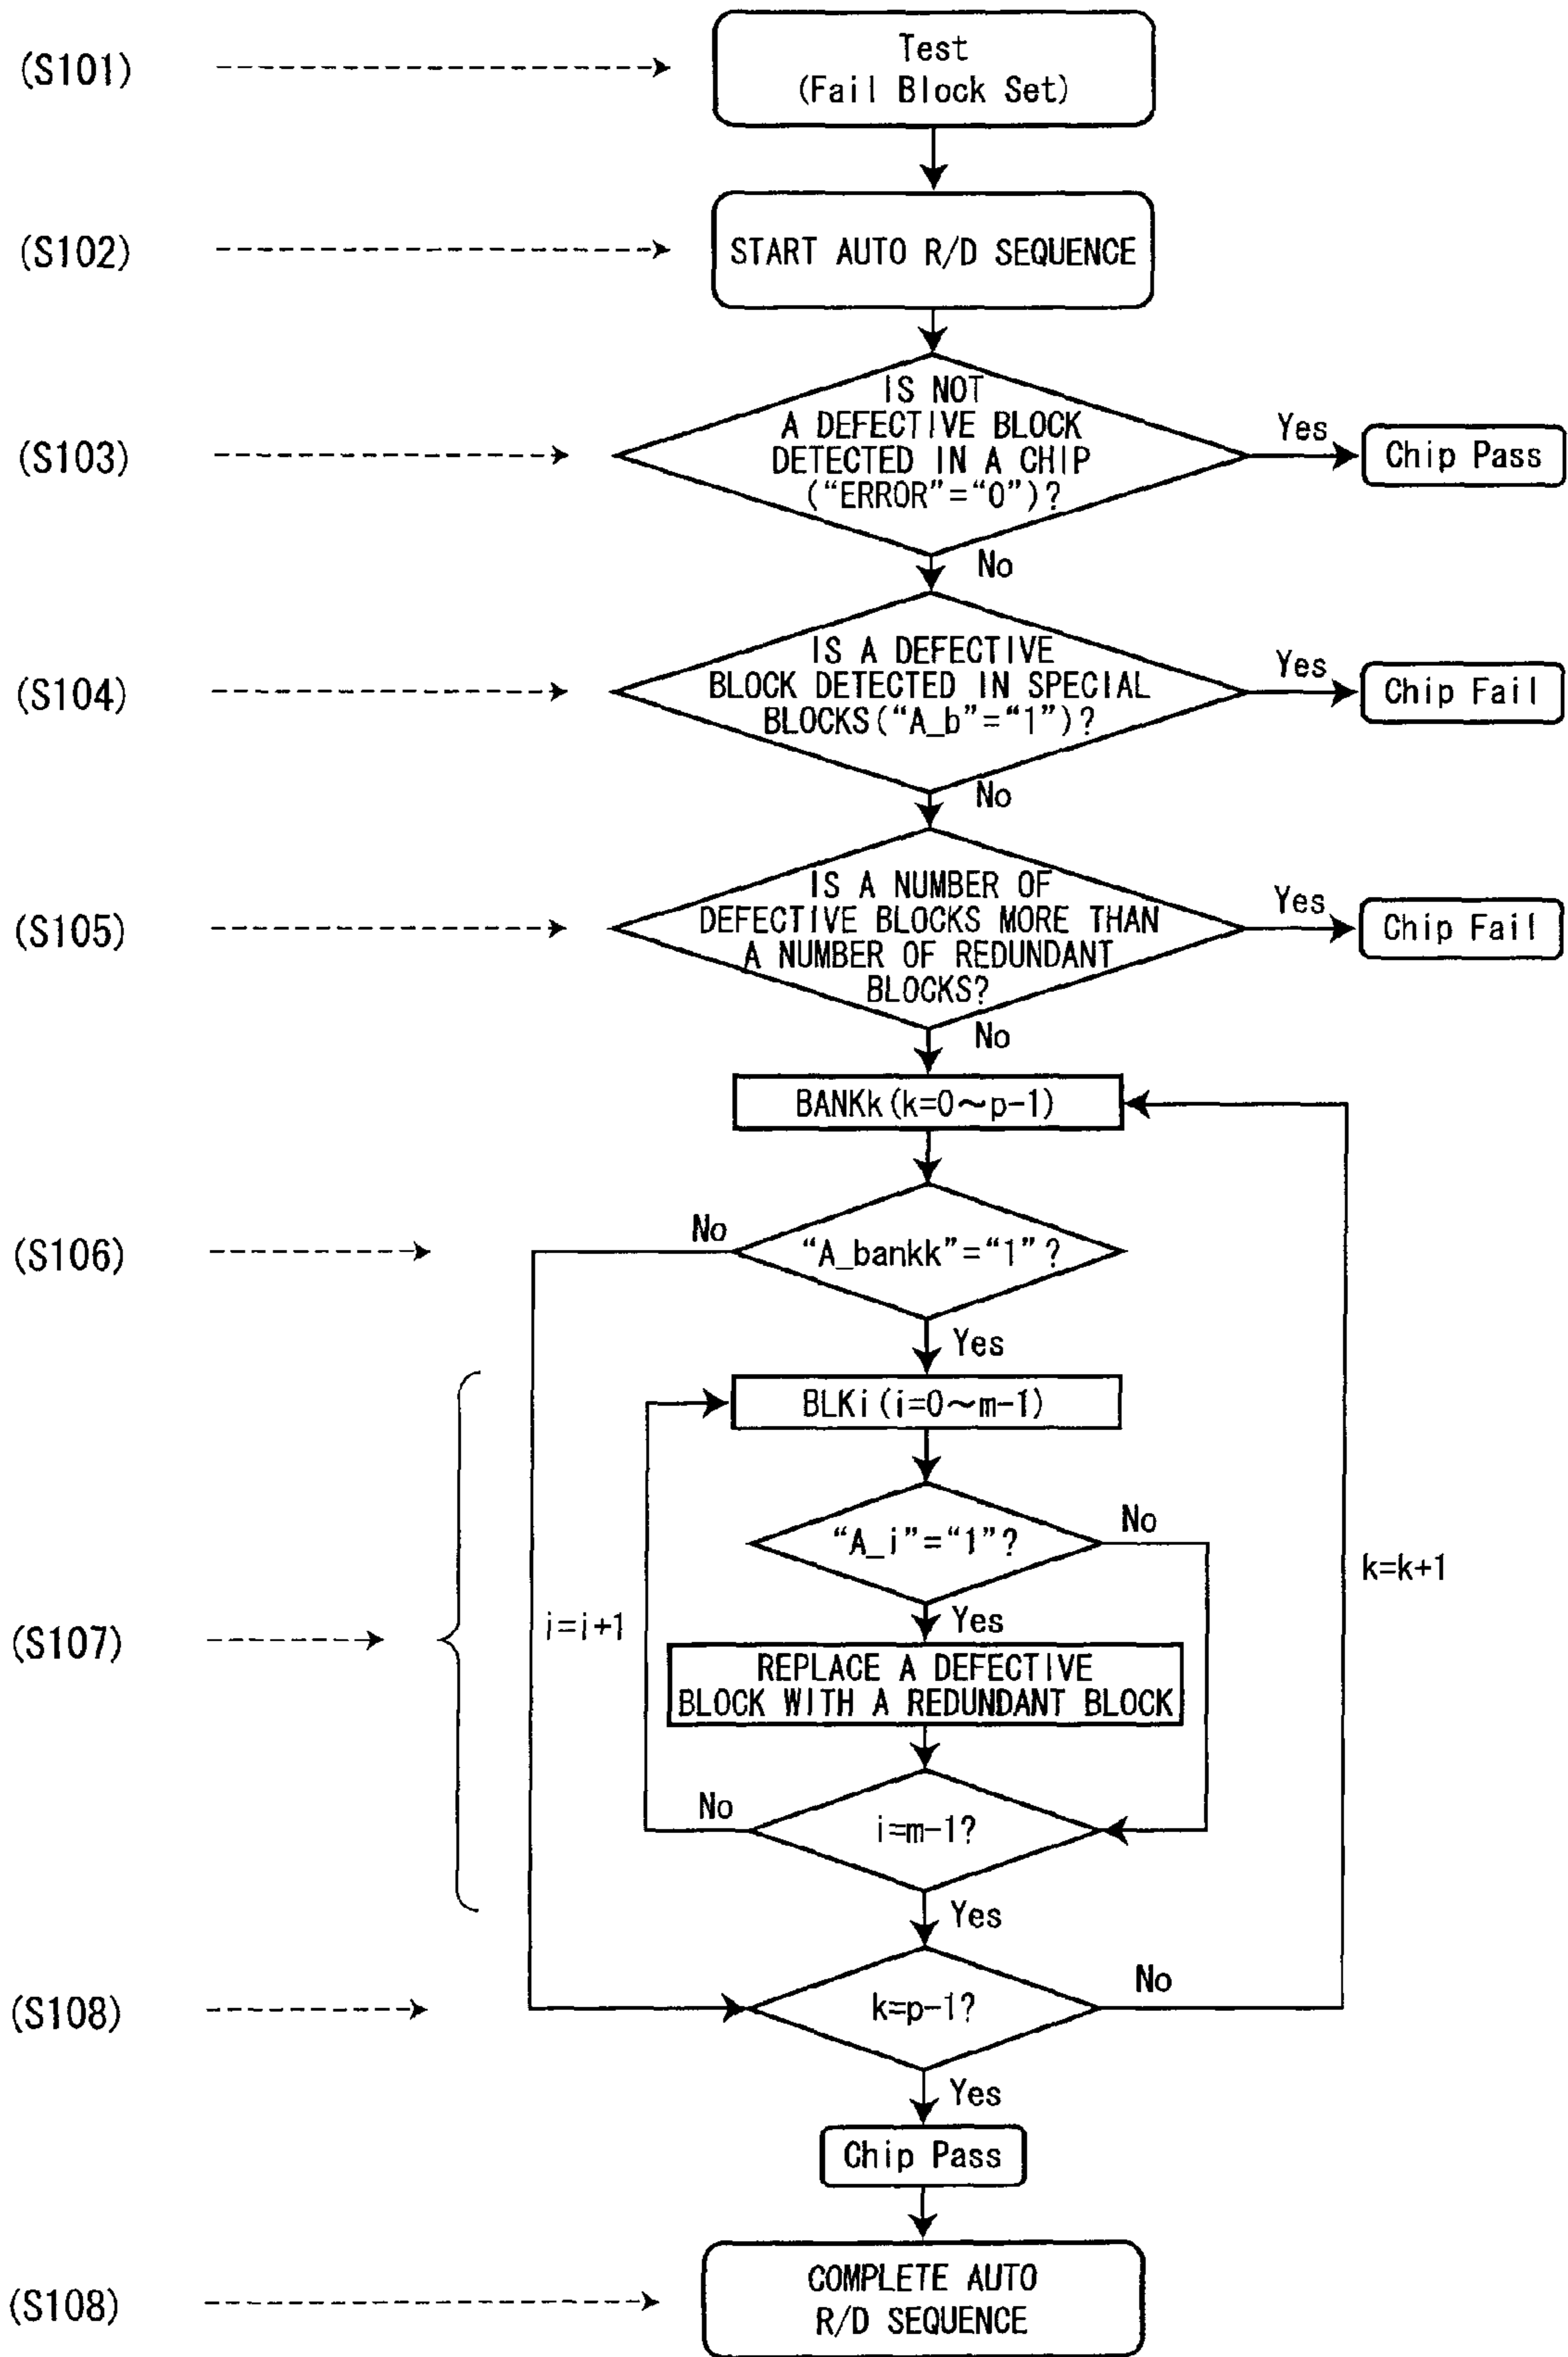 (S101)
Test
(Fail Block Set)
(S102)
START AUTO R/D SEQUENCE
(S103)
IS NOT
A DEFECTIVE BLOCK
DETECTED IN A CHIP
(“ERROR”=“0”)?
Yes
Chip Pass
No
(S104)
IS A DEFECTIVE
BLOCK DETECTED IN SPECIAL
BLOCKS(“A_b”=“1”)?
Yes
Chip Fail
No
(S105)
IS A NUMBER OF
DEFECTIVE BLOCKS MORE THAN
A NUMBER OF REDUNDANT
BLOCKS?
Yes
Chip Fail
No
BANKk(k=0~p-1)
(S106)
No
“A_bankk”=“1”?
Yes
BLKi(i=0~m-1)
“A_i”=“1”?
No
k=k+1
(S107)
i=i+1
Yes
REPLACE A DEFECTIVE
BLOCK WITH A REDUNDANT BLOCK
No
i=m-1?
Yes
(S108)
k=p-1?
No
Yes
Chip Pass
(S108)
COMPLETE AUTO
R/D SEQUENCE